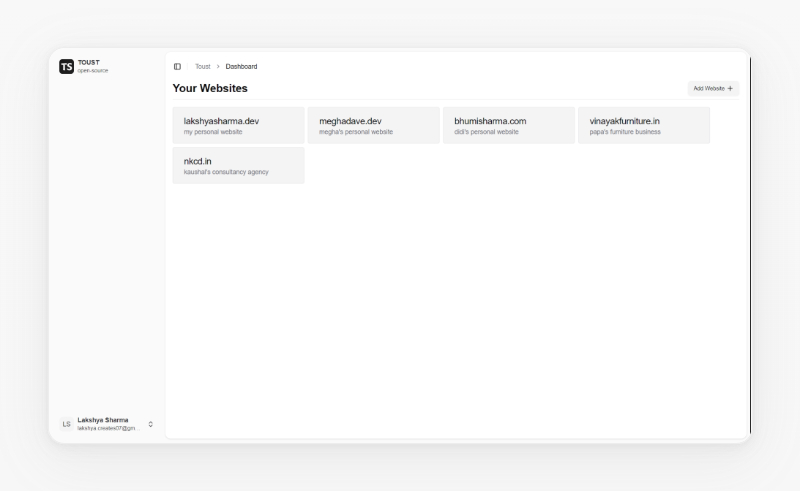 TS
TOUST
open-source
Toust > Dashboard
Your Websites
Add Website +
lakshyasharma.dev
my personal website
meghadave.dev
megha's personal website
bhumisharma.com
didi's personal website
vinayakfurniture.in
papa's furniture business
nkcd.in
kaushal's consultancy agency
LS
Lakshya Sharma
lakshya.creates07@gm...